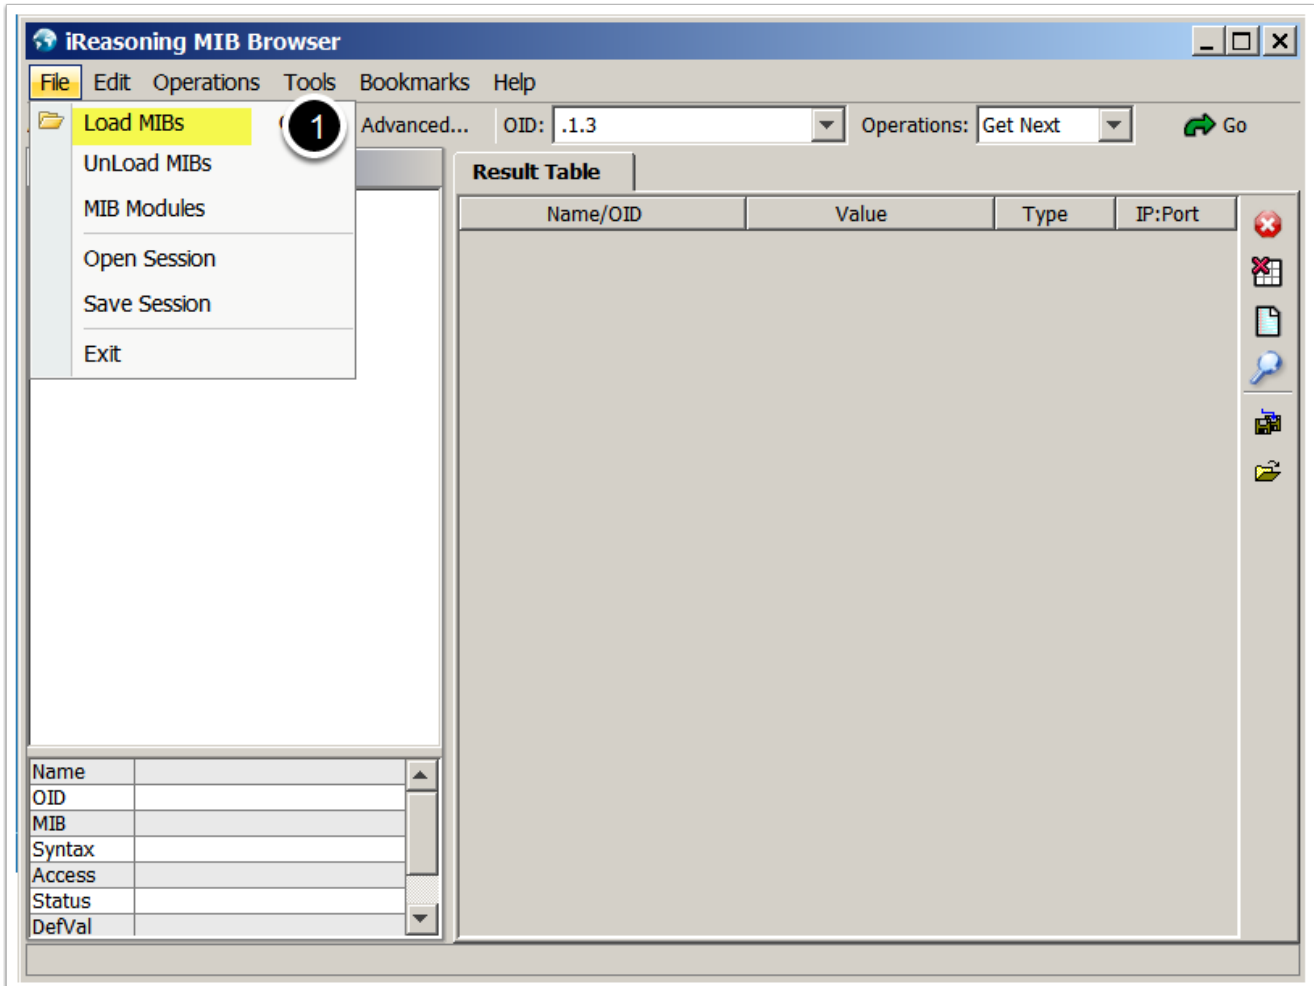 iReasoning MIB Browser
File Edit Operations Tools Bookmarks Help
Load MIBs
1
Advanced... OID: .1.3 Operations: Get Next Go
UnLoad MIBs
MIB Modules
Open Session
Save Session
Exit
Result Table
Name/OID Value Type IP:Port
Name
OID
MIB
Syntax
Access
Status
DefVal